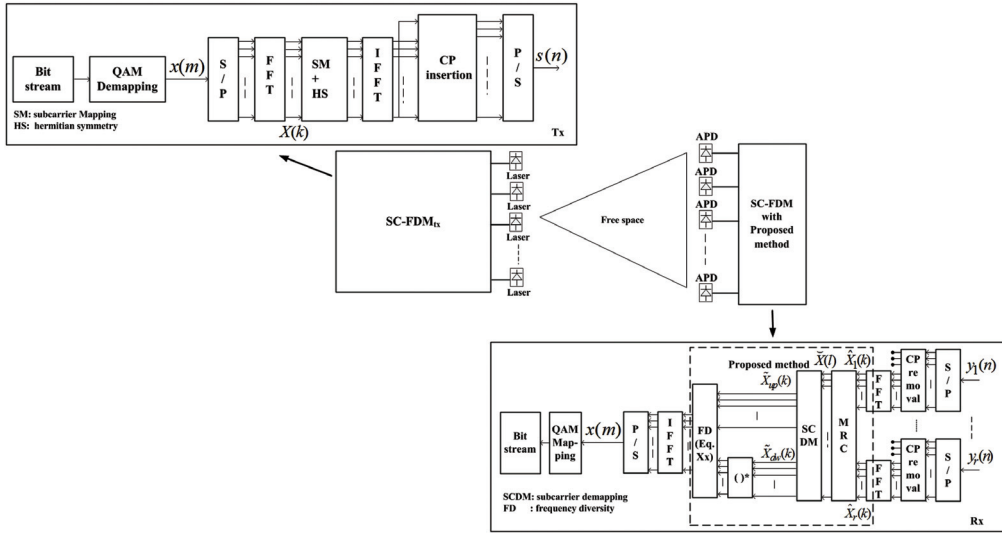 Bit
stream
QAM
Demapping
x(m)
S
/
P
F
F
T
SM
+
HS
I
F
F
T
CP
insertion
P
/
S
s(n)
SM: subcarrier Mapping
HS: hermitian symmetry
X(k)
Tx
SC-FDMtx
Laser
Laser
Laser
Laser
Free space
APD
APD
APD
APD
SC-FDM
with
Proposed
method
Proposed method
Bit
stream
QAM
Map-
ping
x(m)
P
/
S
I
F
F
T
FD
(Eq.
Xx)
( )*
X̃up(k)
X̃dw(k)
SC
DM
X̌(l)
M
R
C
X̂1(k)
X̂r(k)
F
F
T
F
F
T
CP
re
mo
val
CP
re
mo
val
S
/
P
S
/
P
y1(n)
yr(n)
SCDM: subcarrier demapping
FD : frequency diversity
Rx